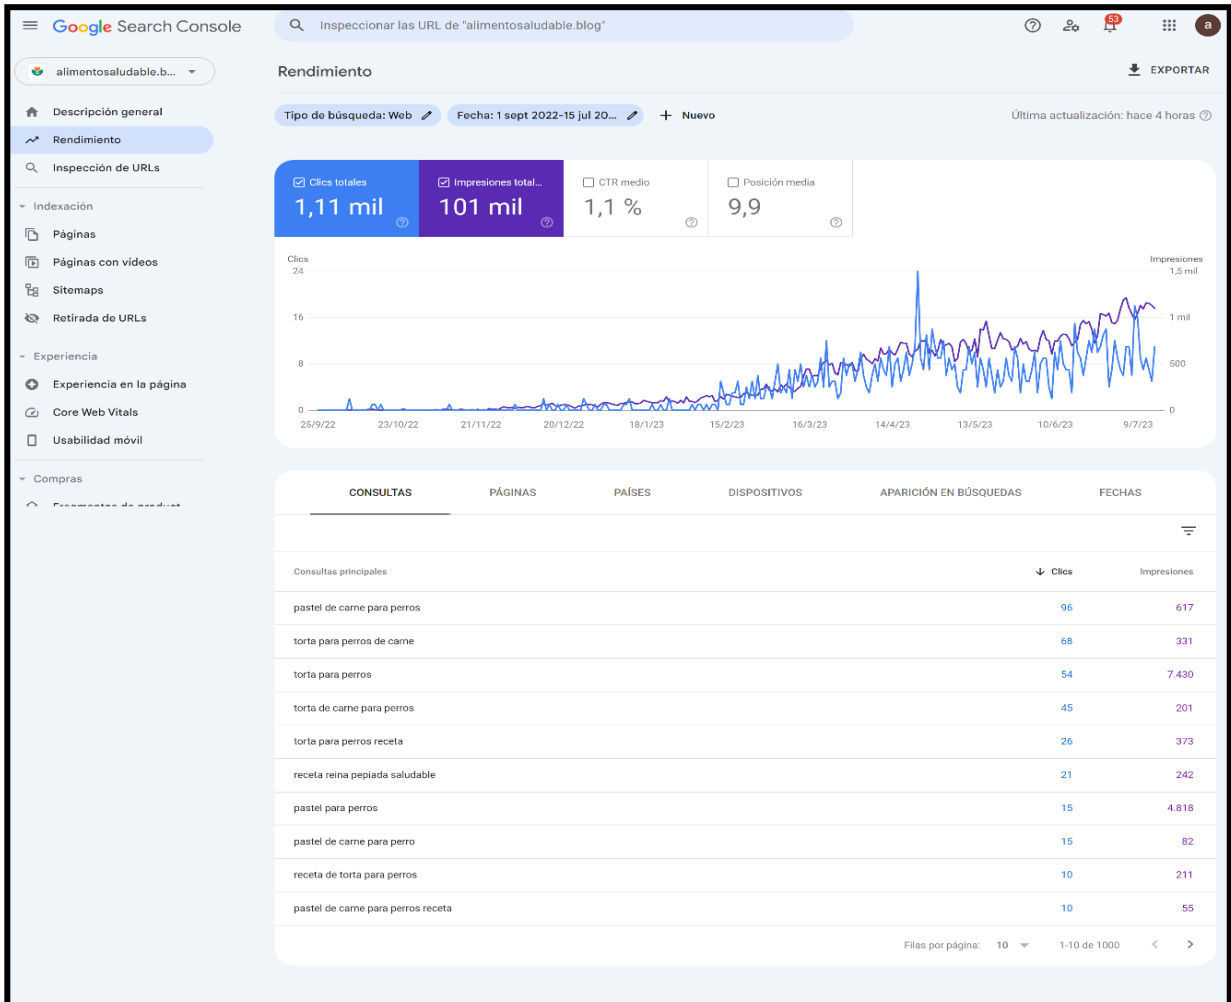 Google Search Console
Inspeccionar las URL de "alimentosaludable.blog"
53
a
alimentosaludable.b...
Rendimiento
EXPORTAR
Descripción general
Rendimiento
Inspección de URLs
Indexación
Páginas
Páginas con vídeos
Sitemaps
Retirada de URLs
Experiencia
Experiencia en la página
Core Web Vitals
Usabilidad móvil
Compras
Tipo de búsqueda: Web
Fecha: 1 sept 2022-15 jul 20...
Nuevo
Última actualización: hace 4 horas
Clics totales
1,11 mil
Impresiones total...
101 mil
CTR medio
1,1 %
Posición media
9,9
Clics
Impresiones
24
1,5 mil
16
1 mil
8
500
0
0
25/9/22 23/10/22 21/11/22 20/12/22 18/1/23 15/2/23 16/3/23 14/4/23 13/5/23 10/6/23 9/7/23
CONSULTAS PÁGINAS PAÍSES DISPOSITIVOS APARICIÓN EN BÚSQUEDAS FECHAS
Consultas principales Clics Impresiones
pastel de carne para perros 96 617
torta para perros de carne 68 331
torta para perros 54 7.430
torta de carne para perros 45 201
torta para perros receta 26 373
receta reina pepiada saludable 21 242
pastel para perros 15 4.818
pastel de carne para perro 15 82
receta de torta para perros 10 211
pastel de carne para perros receta 10 55
Filas por página: 10 1-10 de 1000